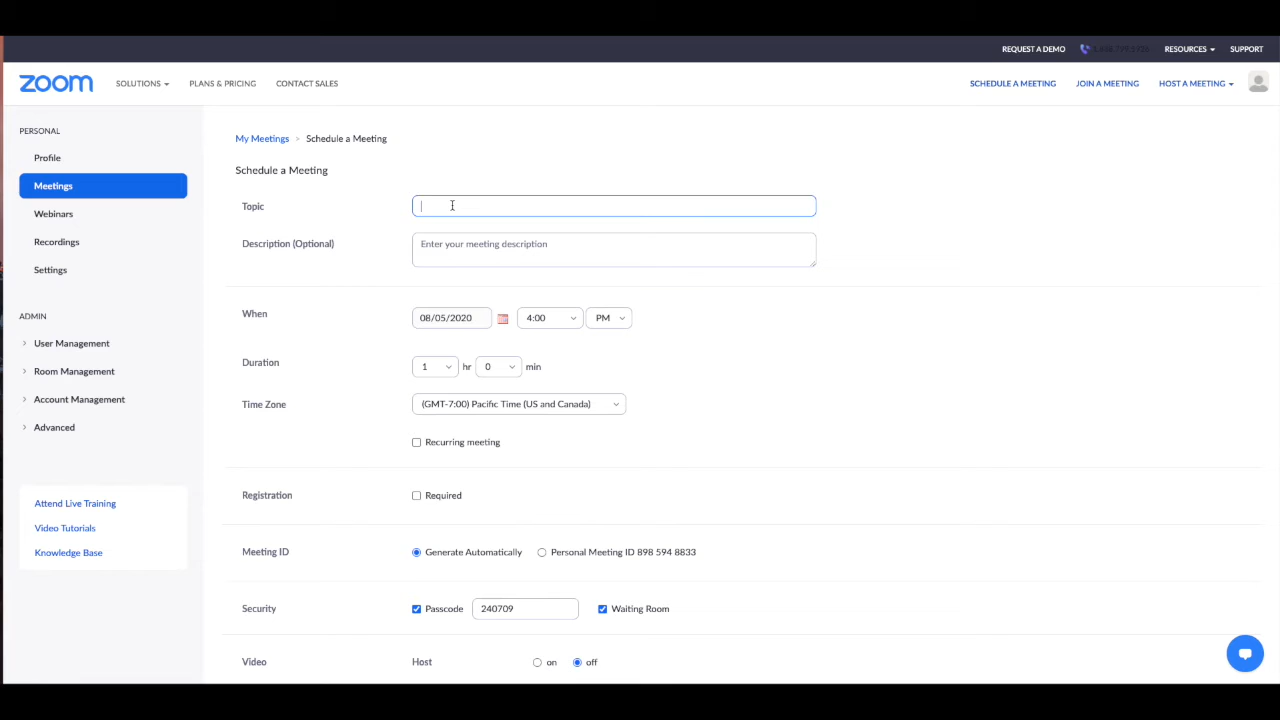 REQUEST A DEMO RESOURCES SUPPORT
zoom SOLUTIONS PLANS & PRICING CONTACT SALES SCHEDULE A MEETING JOIN A MEETING HOST A MEETING
PERSONAL
Profile
Meetings
Webinars
Recordings
Settings
ADMIN
User Management
Room Management
Account Management
Advanced
Attend Live Training
Video Tutorials
Knowledge Base
My Meetings > Schedule a Meeting
Schedule a Meeting
Topic
Description (Optional) Enter your meeting description
When 08/05/2020 4:00 PM
Duration 1 hr 0 min
Time Zone (GMT-7:00) Pacific Time (US and Canada)
Recurring meeting
Registration Required
Meeting ID Generate Automatically Personal Meeting ID 898 594 8833
Security Passcode 240709 Waiting Room
Video Host on off